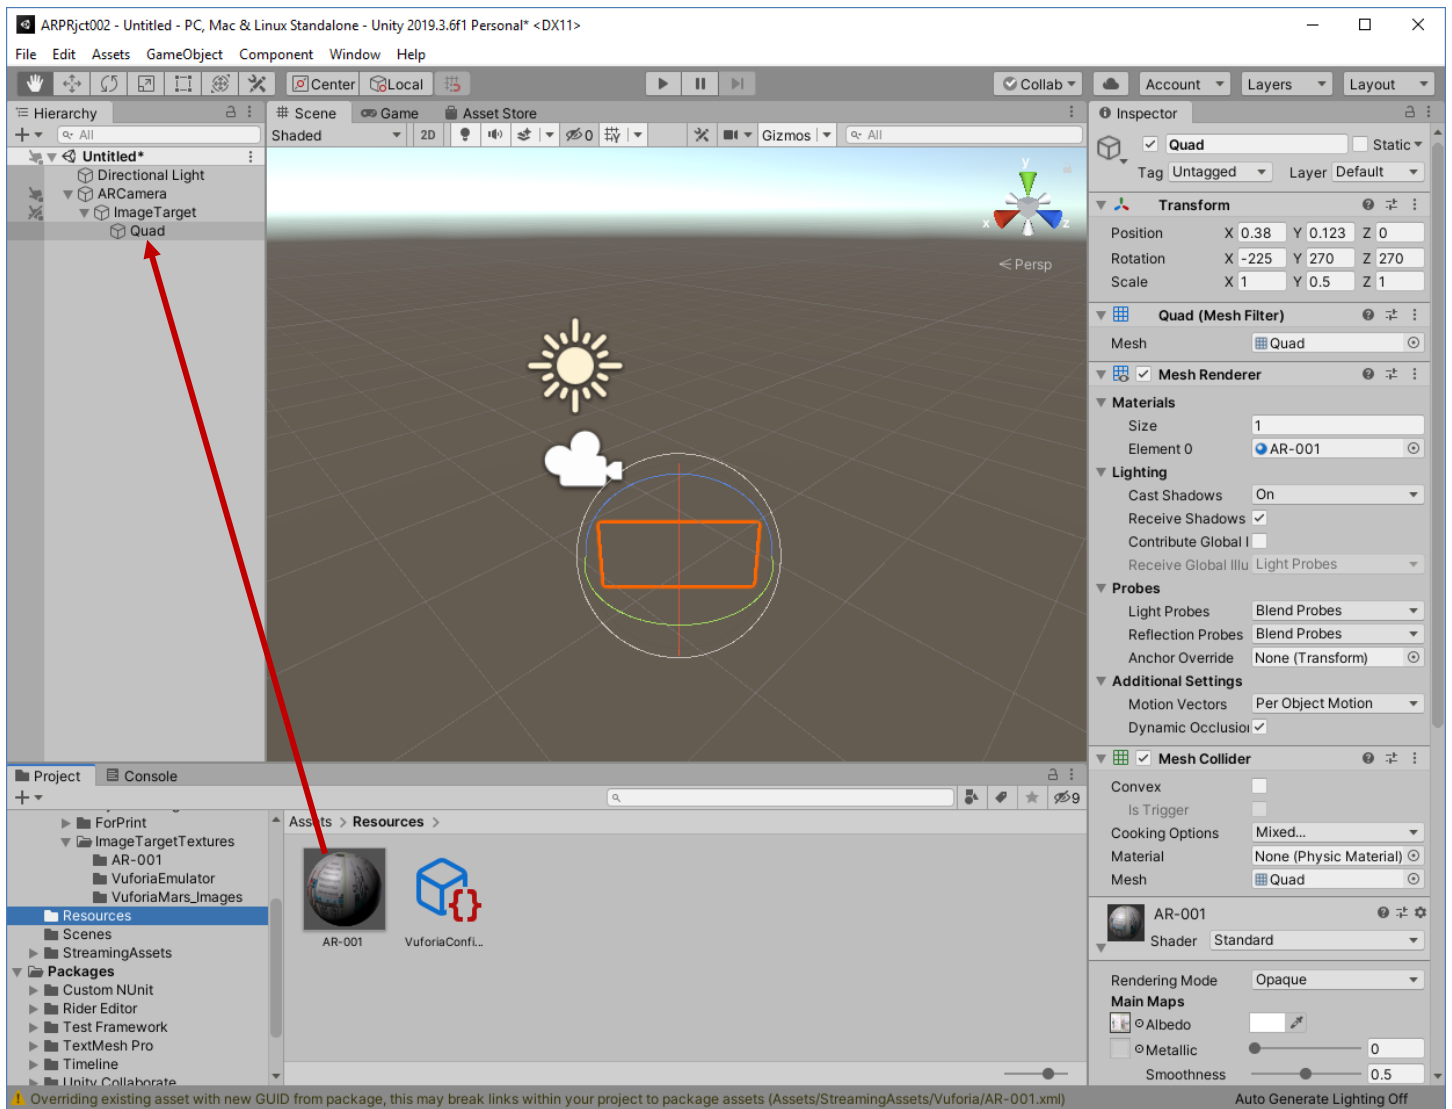 ARPRjct002 - Untitled - PC, Mac & Linux Standalone - Unity 2019.3.6f1 Personal* <DX11>
File Edit Assets GameObject Component Window Help
Center Local Collab Account Layers Layout
Hierarchy
All
Untitled*
Directional Light
ARCamera
ImageTarget
Quad
Scene Game Asset Store
Shaded 2D 0 Gizmos All
y
x z
Persp
Inspector
Quad Static
Tag Untagged Layer Default
Transform
Position X 0.38 Y 0.123 Z 0
Rotation X -225 Y 270 Z 270
Scale X 1 Y 0.5 Z 1
Quad (Mesh Filter)
Mesh Quad
Mesh Renderer
Materials
Size 1
Element 0 AR-001
Lighting
Cast Shadows On
Receive Shadows
Contribute Global I
Receive Global Illu Light Probes
Probes
Light Probes Blend Probes
Reflection Probes Blend Probes
Anchor Override None (Transform)
Additional Settings
Motion Vectors Per Object Motion
Dynamic Occlusion
Mesh Collider
Convex
Is Trigger
Cooking Options Mixed...
Material None (Physic Material)
Mesh Quad
AR-001
Shader Standard
Rendering Mode Opaque
Main Maps
Albedo
Metallic 0
Smoothness 0.5
Project Console
9
ForPrint
ImageTargetTextures
AR-001
VuforiaEmulator
VuforiaMars_Images
Resources
Scenes
StreamingAssets
Packages
Custom NUnit
Rider Editor
Test Framework
TextMesh Pro
Timeline
Unity Collaborate
Assets > Resources >
AR-001 VuforiaConfi...
Overriding existing asset with new GUID from package, this may break links within your project to package assets (Assets/StreamingAssets/Vuforia/AR-001.xml)
Auto Generate Lighting Off